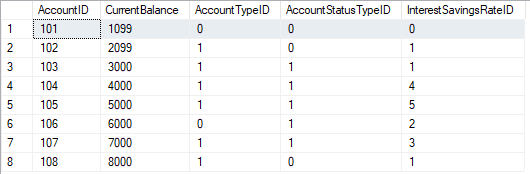 AccountID CurrentBalance AccountTypeID AccountStatusTypeID InterestSavingsRateID
1 101 1099 0 0 0
2 102 2099 1 0 1
3 103 3000 1 1 1
4 104 4000 1 1 4
5 105 5000 1 1 5
6 106 6000 0 1 2
7 107 7000 1 1 3
8 108 8000 1 0 1